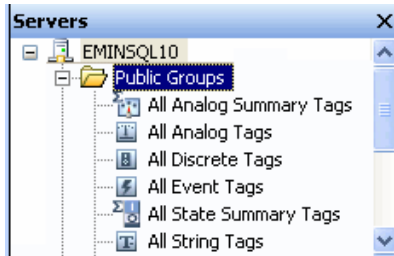 Servers
EMINSQL10
Public Groups
All Analog Summary Tags
All Analog Tags
All Discrete Tags
All Event Tags
All State Summary Tags
All String Tags